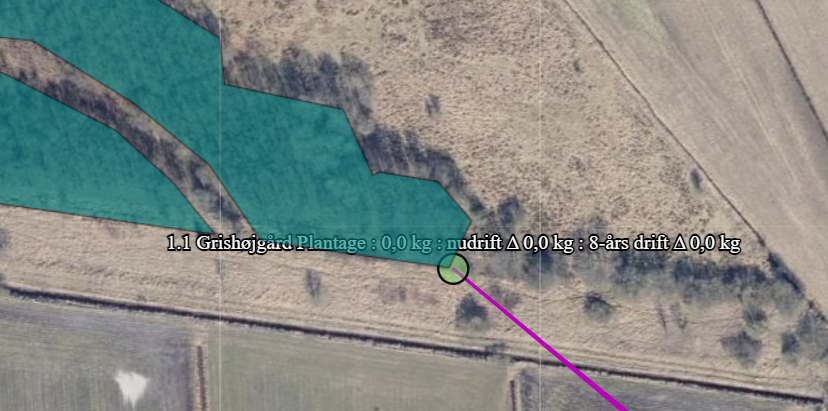 1.1 Grishøjgård Plantage : 0,0 kg : nudrift Δ 0,0 kg : 8-års drift Δ 0,0 kg